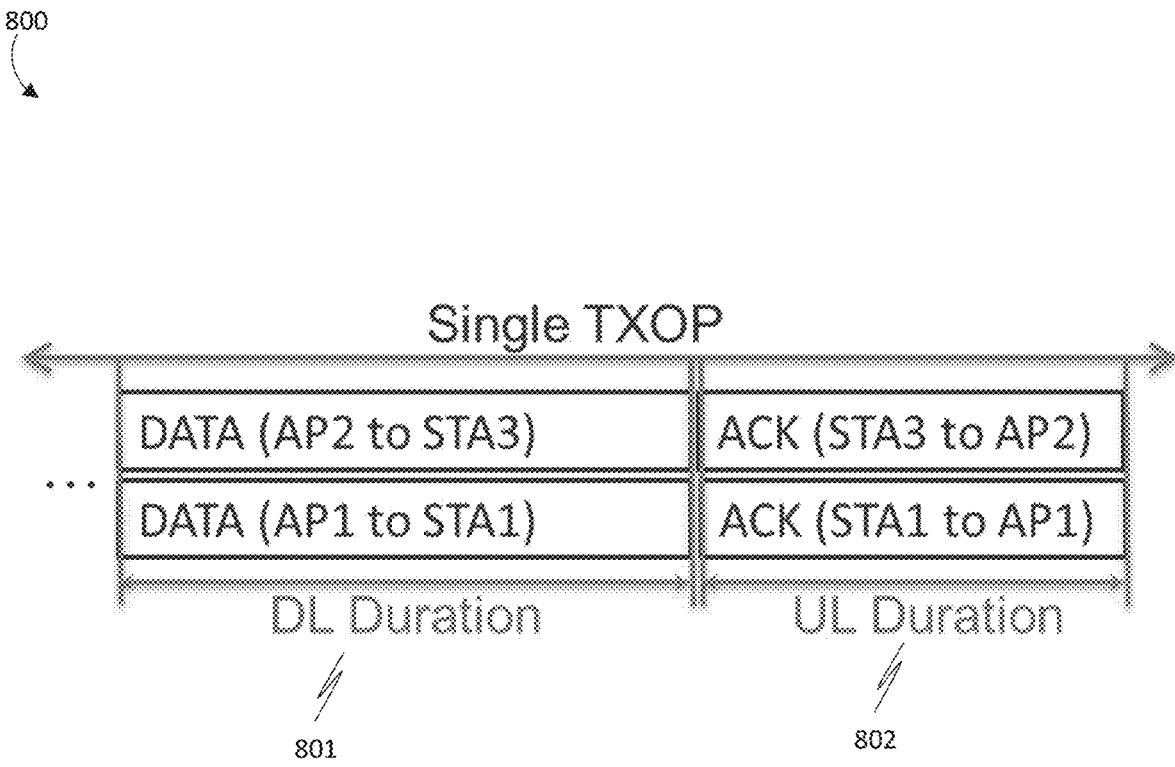 800
Single TXOP
DATA (AP2 to STA3)
ACK (STA3 to AP2)
...
DATA (AP1 to STA1)
ACK (STA1 to AP1)
DL Duration
UL Duration
801
802